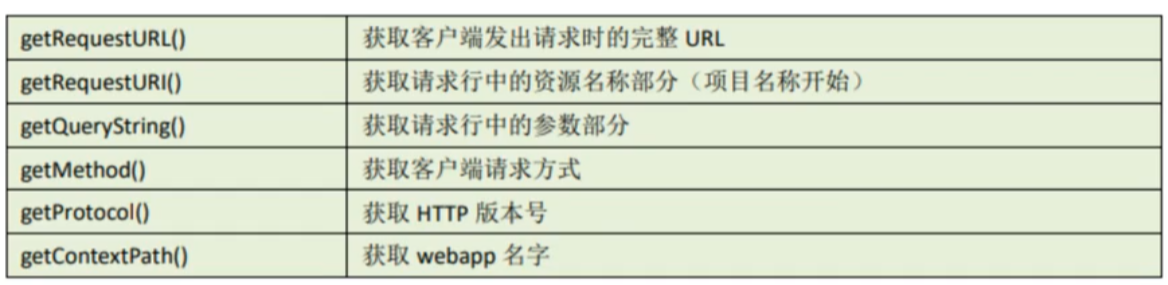 getRequestURL() 获取客户端发出请求时的完整 URL
getRequestURI() 获取请求行中的资源名称部分（项目名称开始）
getQueryString() 获取请求行中的参数部分
getMethod() 获取客户端请求方式
getProtocol() 获取 HTTP 版本号
getContextPath() 获取 webapp 名字